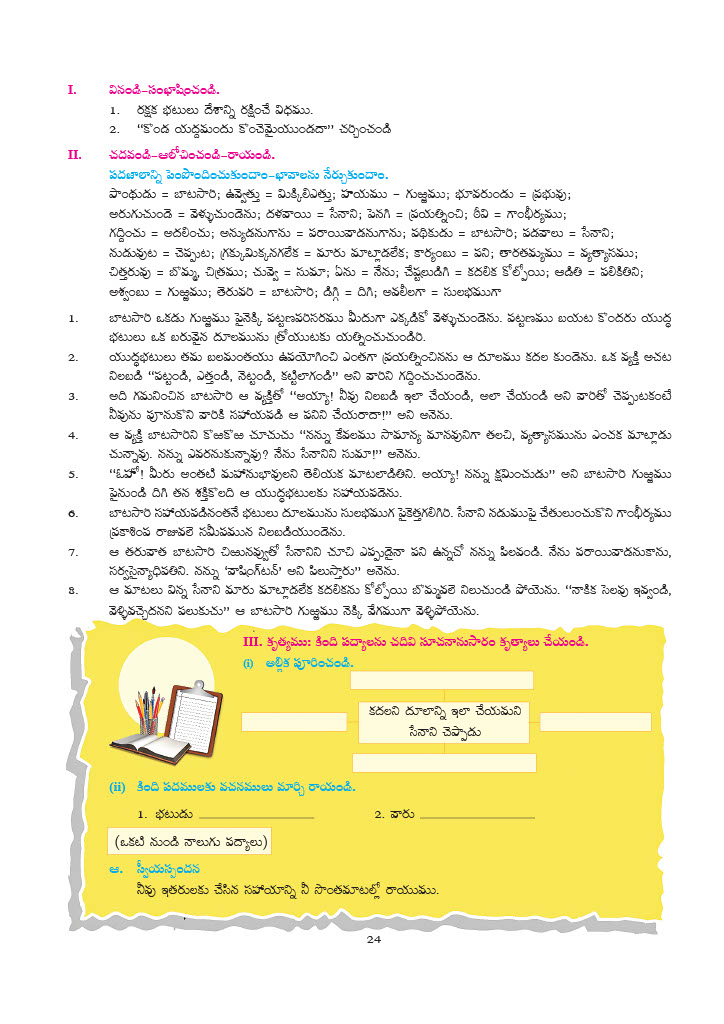 I. వినండి–సంభాషించండి.
1. రక్షక భటులు దేశాన్ని రక్షించే విధము.
2. “కొండ యద్దమందు కొంచెమైయుండదా” చర్చించండి
II. చదవండి–ఆలోచించండి–రాయండి.
పదజాలాన్ని పెంపొందించుకుందాం–భావాలను నేర్చుకుందాం.
పాంథుడు = బాటసారి; ఉవ్వెత్తు = మిక్కిలిఎత్తు; హయము – గుఱ్ఱము; భూవరుండు = ప్రభువు;
అరుగుచుండె = వెళ్ళుచుండెను; దళవాయి = సేనాని; పెనగి = ప్రయత్నించి; ఠీవి = గాంభీర్యము;
గద్దించు = అదలించు; అన్యుడనుగాను = పరాయివాడనుగాను; పథికుడు = బాటసారి; పడవాలు = సేనాని;
నుడువుట = చెప్పుట; గ్రక్కుమిక్కనగలేక = మారు మాట్లాడలేక; కార్యంబు = పని; తారతమ్యము = వ్యత్యాసము;
చిత్తరువు = బొమ్మ, చిత్రము; చువ్వె = సుమా; ఏను = నేను; చేష్టలుడిగి = కదలిక కోల్పోయి; ఆడితి = పలికితిని;
అశ్వంబు = గుఱ్ఱము; తెరువరి = బాటసారి; డిగ్గి = దిగి; అవలీలగా = సులభముగా
1. బాటసారి ఒకడు గుఱ్ఱము పైనెక్కి పట్టణపరిసరము మీదుగా ఎక్కడికో వెళ్ళుచుండెను. పట్టణము బయట కొందరు యుద్ధ
భటులు ఒక బరువైన దూలమును త్రోయుటకు యత్నించుచుండిరి.
2. యుద్ధభటులు తమ బలమంతయు ఉపయోగించి ఎంతగా ప్రయత్నించినను ఆ దూలము కదల కుండెను. ఒక వ్యక్తి అచట
నిలబడి “పట్టండి, ఎత్తండి, నెట్టండి, కట్టిలాగండి” అని వారిని గద్దించుచుండెను.
3. అది గమనించిన బాటసారి ఆ వ్యక్తితో “అయ్యా! నీవు నిలబడి ఇలా చేయండి, అలా చేయండి అని వారితో చెప్పుటకంటే
నీవును పూనుకొని వారికి సహాయపడి ఆ పనిని చేయరాదా!” అని అనెను.
4. ఆ వ్యక్తి బాటసారిని కొఱకొఱ చూచుచు “నన్ను కేవలము సామాన్య మానవునిగా తలచి, వ్యత్యాసమును ఎంచక మాట్లాడు
చున్నావు. నన్ను ఎవరనుకున్నావు? నేను సేనానిని సుమా!” అనెను.
5. “ఓహో! మీరు అంతటి మహానుభావులని తెలియక మాటలాడితిని. అయ్యా! నన్ను క్షమించుడు” అని బాటసారి గుఱ్ఱము
పైనుండి దిగి తన శక్తికొలది ఆ యుద్ధభటులకు సహాయపడెను.
6. బాటసారి సహాయపడినంతనే భటులు దూలమును సులభముగ పైకెత్తగలిగిరి. సేనాని నడుముపై చేతులుంచుకొని గాంభీర్యము
ప్రకాశింప రాజువలె సమీపమున నిలబడియుండెను.
7. ఆ తరువాత బాటసారి చిఱునవ్వుతో సేనానిని చూచి ఎప్పుడైనా పని ఉన్నచో నన్ను పిలవండి. నేను పరాయివాడనుకాను,
సర్వసైన్యాధిపతిని. నన్ను ‘వాషింగ్‌టన్’ అని పిలుస్తారు” అనెను.
8. ఆ మాటలు విన్న సేనాని మారు మాట్లాడలేక కదలికను కోల్పోయి బొమ్మవలె నిలుచుండి పోయెను. “నాకిక సెలవు ఇవ్వండి,
వెళ్ళివచ్చెదనని పలుకుచు” ఆ బాటసారి గుఱ్ఱము నెక్కి వేగముగా వెళ్ళిపోయెను.
III. కృత్యము: కింది పద్యాలను చదివి సూచనానుసారం కృత్యాలు చేయండి.
(i) అల్లిక పూరించండి.
కదలని దూలాన్ని ఇలా చేయమని
సేనాని చెప్పాడు
(ii) కింది పదములకు వచనములు మార్చి రాయండి.
1. భటుడు 2. వారు
(ఒకటి నుండి నాలుగు పద్యాలు)
ఆ. స్వీయస్పందన
నీవు ఇతరులకు చేసిన సహాయాన్ని నీ సొంతమాటల్లో రాయుము.
24